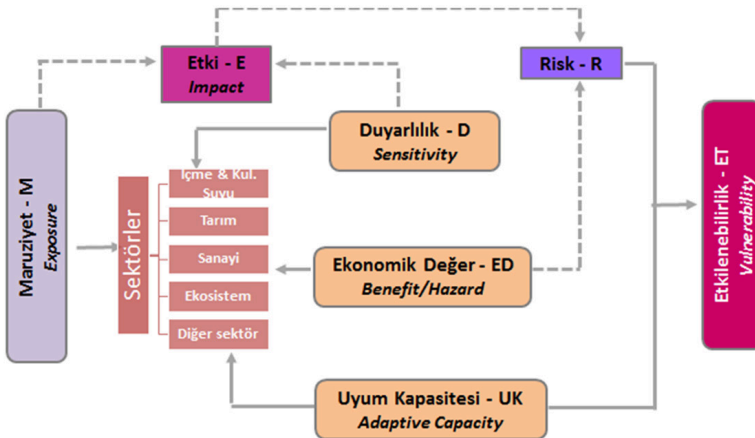 Etki - E
Impact
Risk - R
Duyarlılık - D
Sensitivity
Maruziyet - M
Exposure
Sektörler
İçme & Kul.
Suyu
Tarım
Sanayi
Ekosistem
Diğer sektör
Ekonomik Değer - ED
Benefit/Hazard
Uyum Kapasitesi - UK
Adaptive Capacity
Etkilenebilirlik - ET
Vulnerability